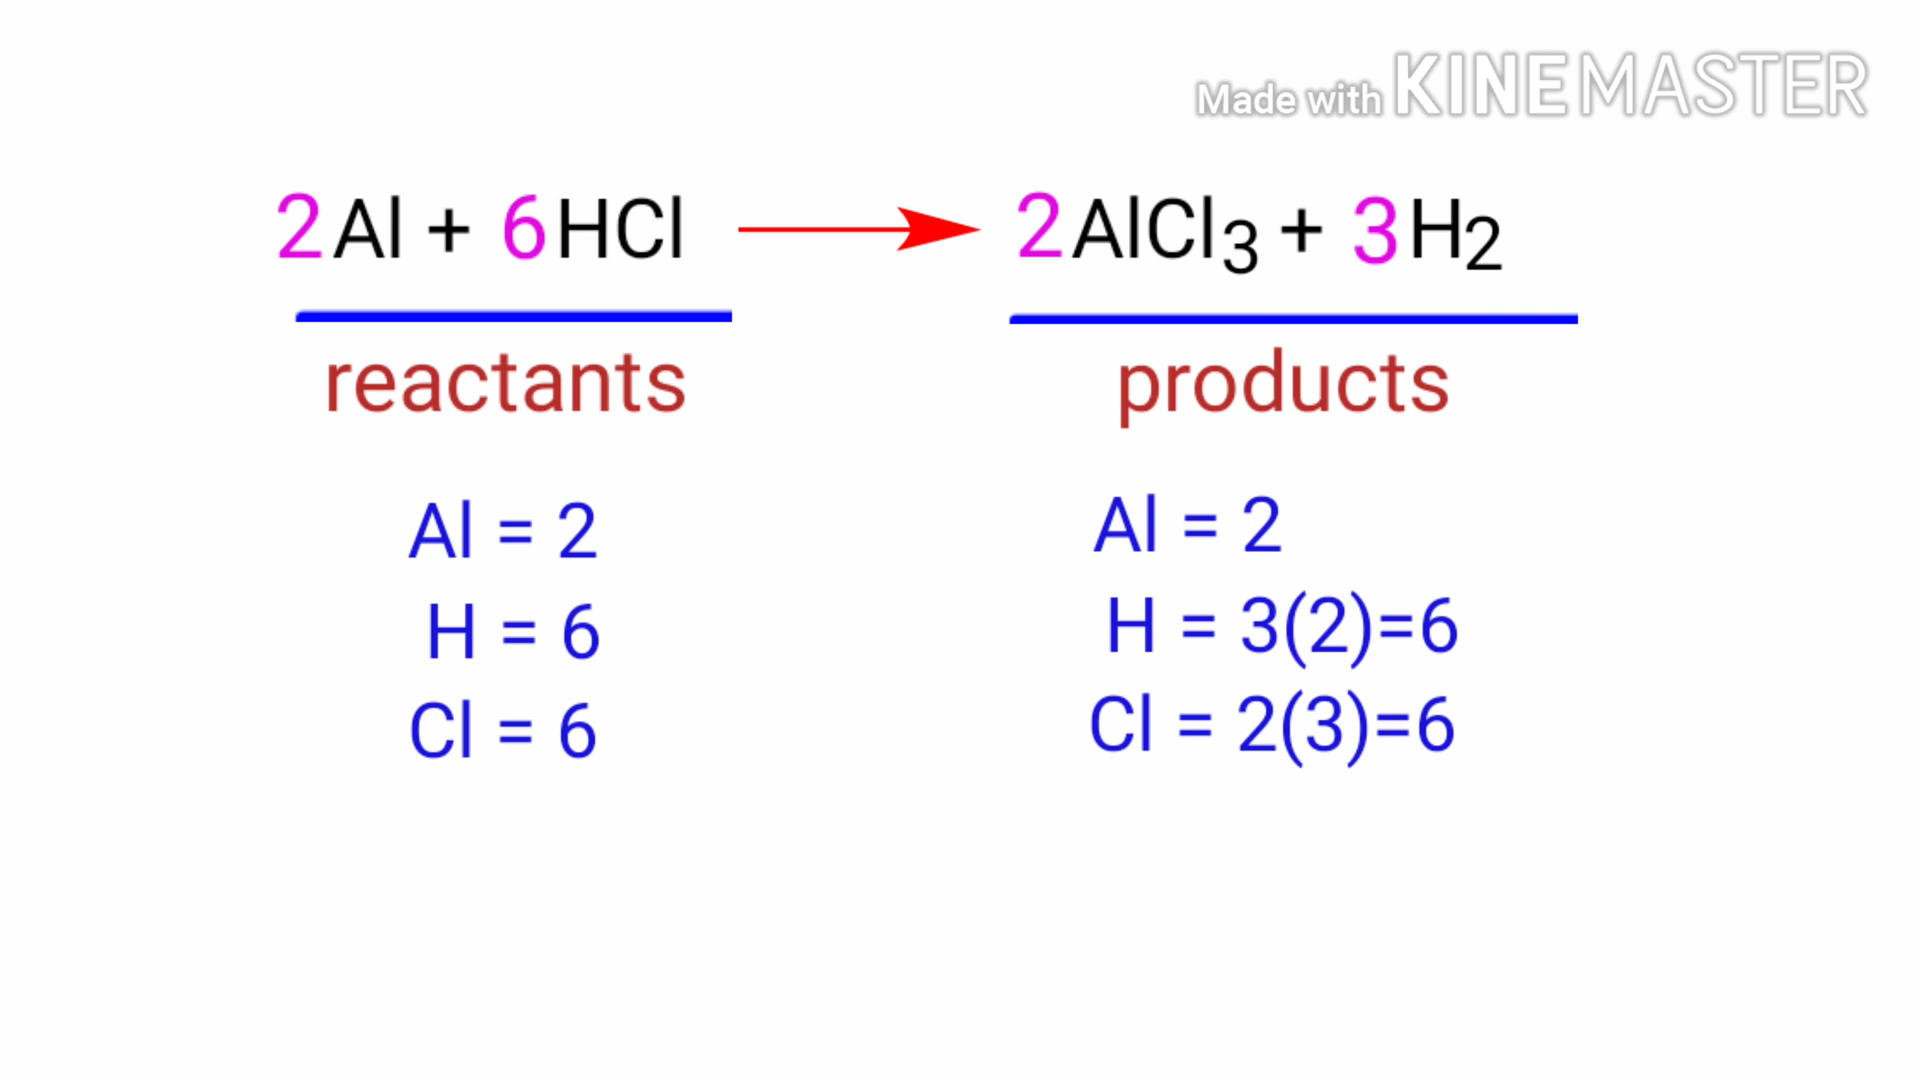 Made with KINEMASTER
2Al + 6HCl → 2AlCl3 + 3H2
reactants products
Al = 2 Al = 2
H = 6 H = 3(2)=6
Cl = 6 Cl = 2(3)=6